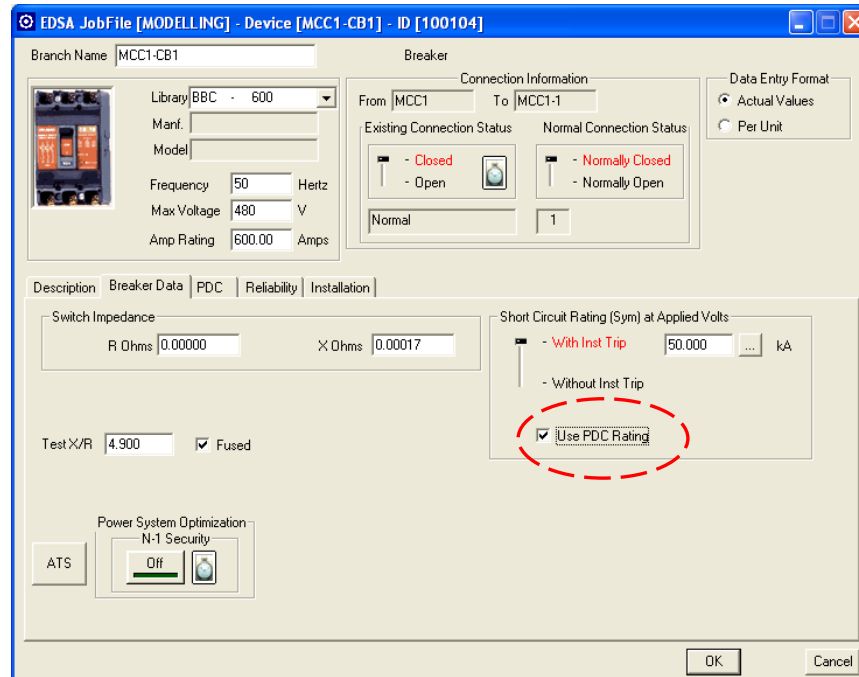 EDSA JobFile [MODELLING] - Device [MCC1-CB1] - ID [100104]
Branch Name MCC1-CB1 Breaker
Library BBC - 600
Manf.
Model
Frequency 50 Hertz
Max Voltage 480 V
Amp Rating 600.00 Amps
Connection Information
From MCC1 To MCC1-1
Existing Connection Status
- Closed
- Open
Normal
Normal Connection Status
- Normally Closed
- Normally Open
1
Data Entry Format
Actual Values
Per Unit
Description Breaker Data PDC Reliability Installation
Switch Impedance
R Ohms 0.00000 X Ohms 0.00017
Short Circuit Rating (Sym) at Applied Volts
- With Inst Trip 50.000 ... kA
- Without Inst Trip
Use PDC Rating
Test X/R 4.900 Fused
Power System Optimization
N-1 Security
ATS Off
OK Cancel